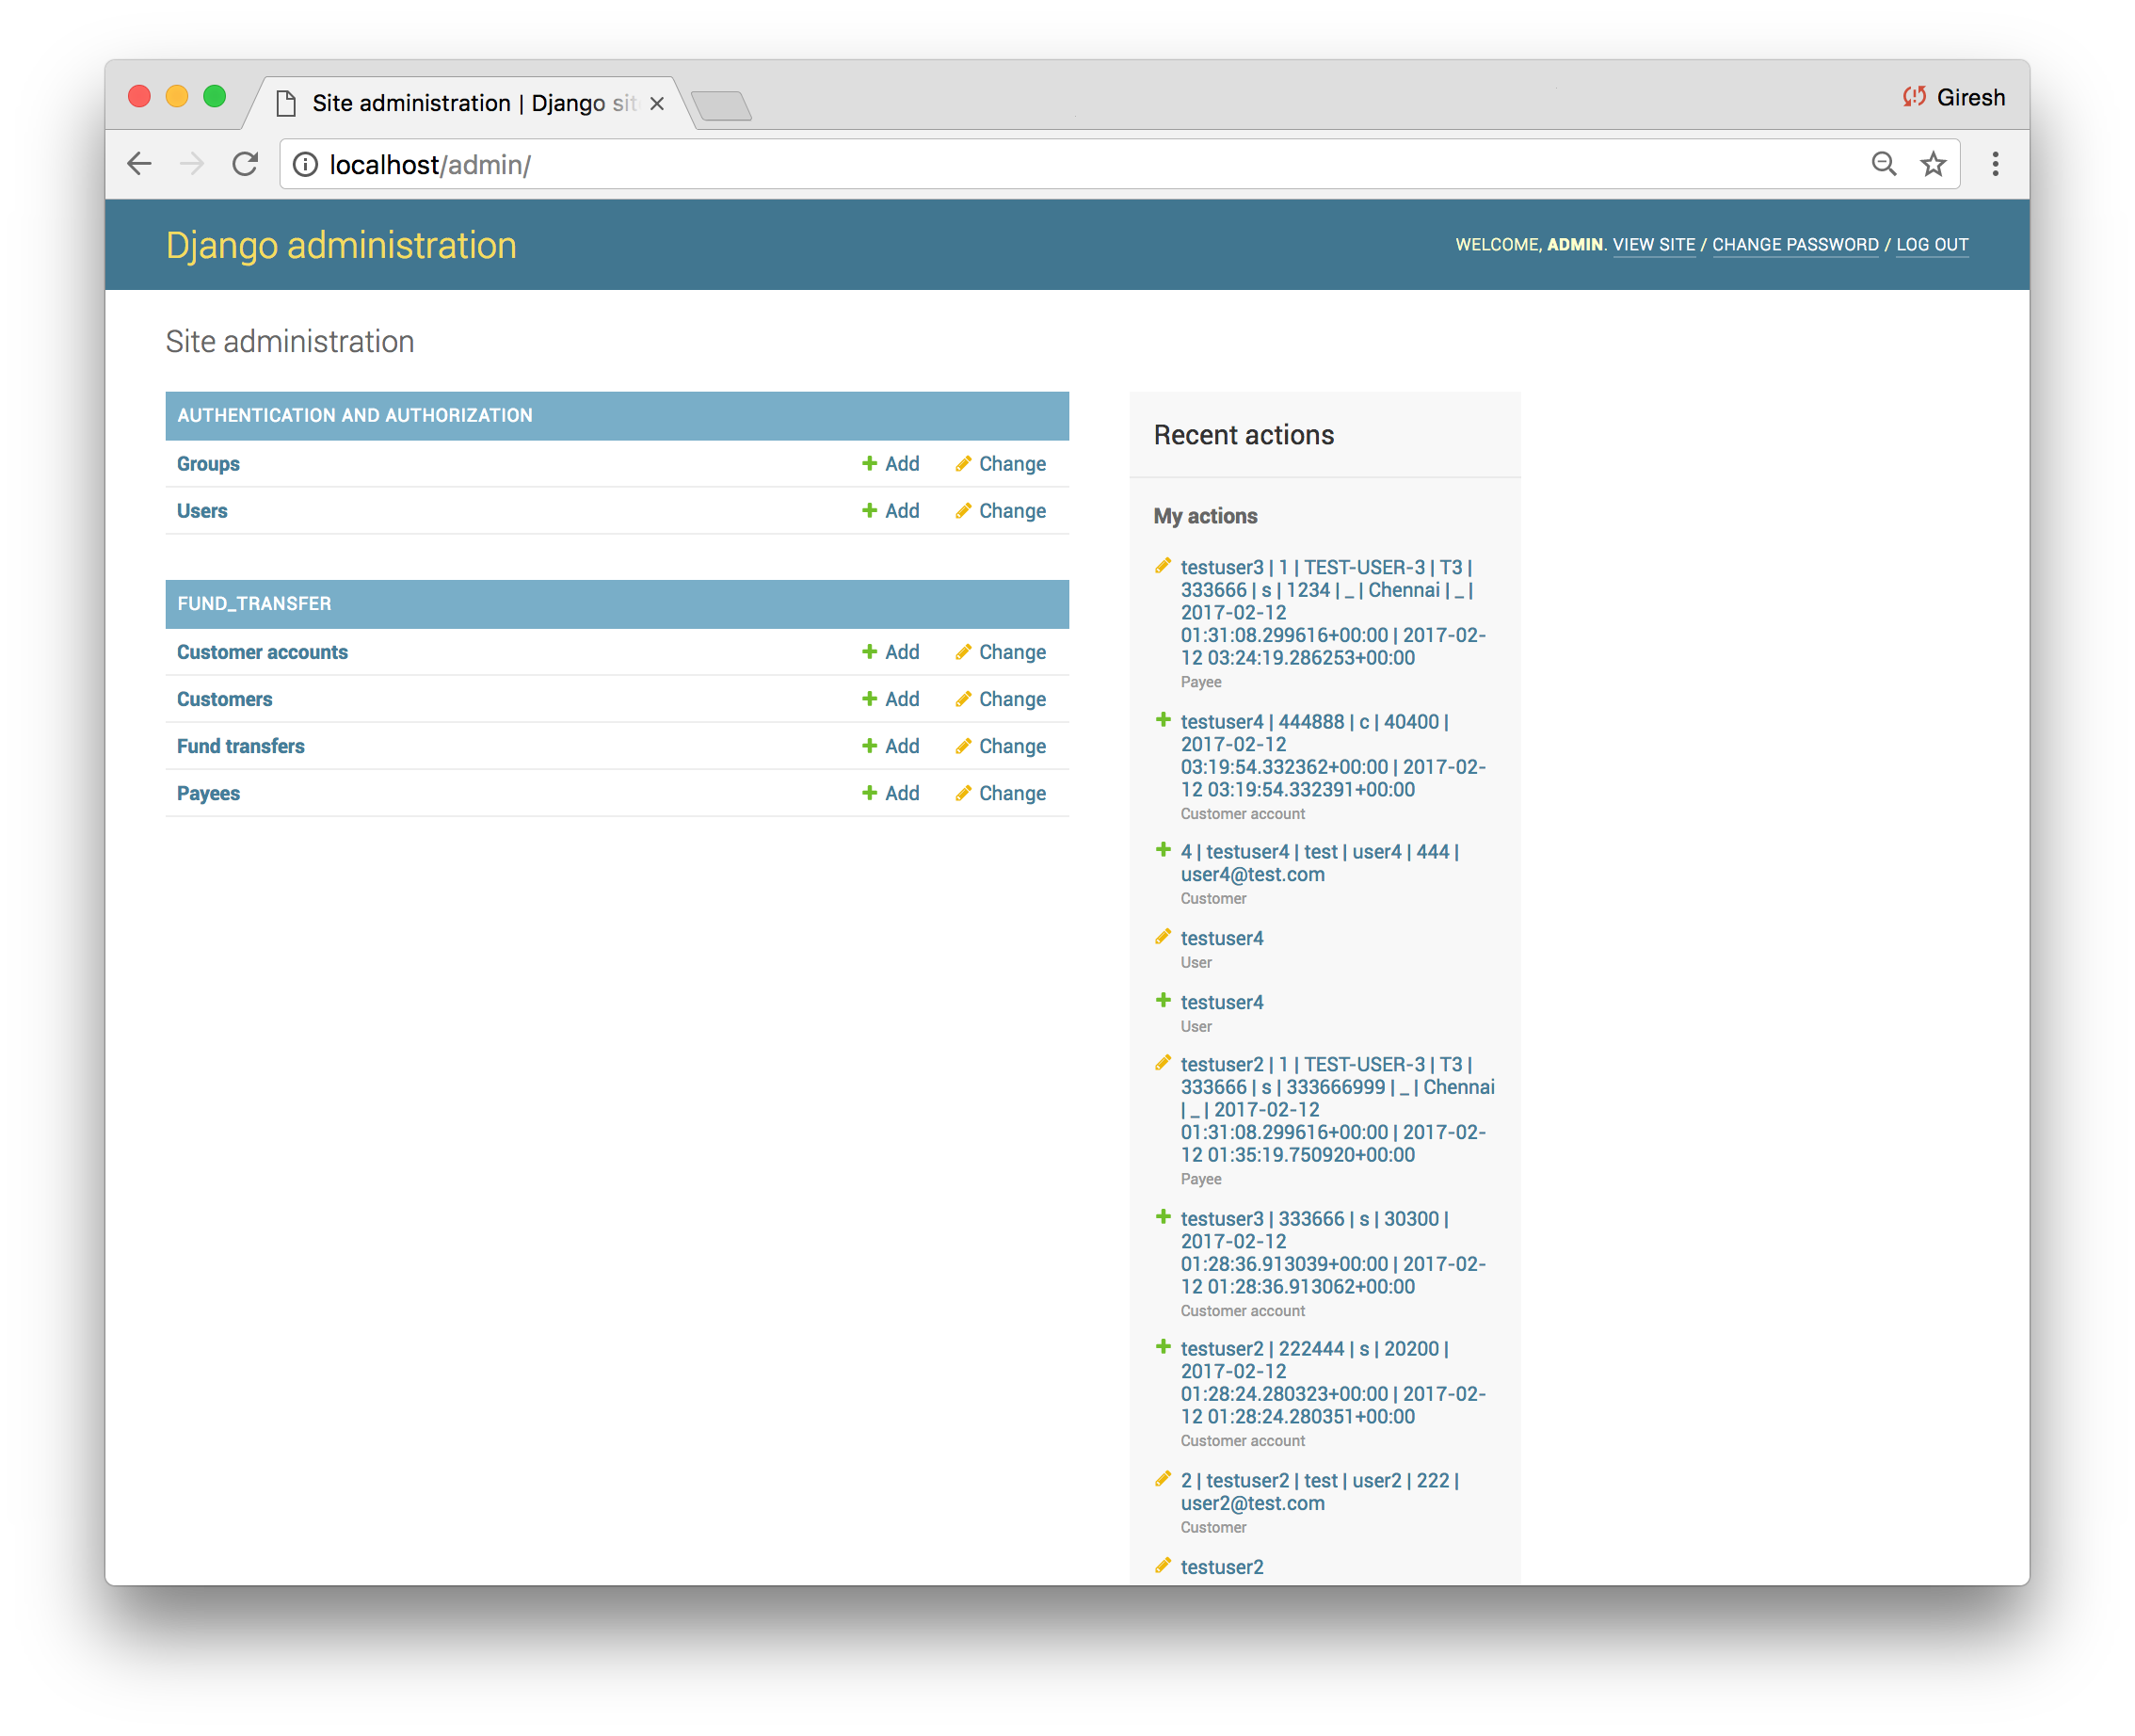 Site administration | Django sit
Giresh
localhost/admin/
Django administration
WELCOME, ADMIN. VIEW SITE / CHANGE PASSWORD / LOG OUT
Site administration
AUTHENTICATION AND AUTHORIZATION
Groups Add Change
Users Add Change
FUND_TRANSFER
Customer accounts Add Change
Customers Add Change
Fund transfers Add Change
Payees Add Change
Recent actions
My actions
testuser3 | 1 | TEST-USER-3 | T3 |
333666 | s | 1234 | _ | Chennai | _ |
2017-02-12
01:31:08.299616+00:00 | 2017-02-
12 03:24:19.286253+00:00
Payee
testuser4 | 444888 | c | 40400 |
2017-02-12
03:19:54.332362+00:00 | 2017-02-
12 03:19:54.332391+00:00
Customer account
4 | testuser4 | test | user4 | 444 |
user4@test.com
Customer
testuser4
User
testuser4
User
testuser2 | 1 | TEST-USER-3 | T3 |
333666 | s | 333666999 | _ | Chennai
| _ | 2017-02-12
01:31:08.299616+00:00 | 2017-02-
12 01:35:19.750920+00:00
Payee
testuser3 | 333666 | s | 30300 |
2017-02-12
01:28:36.913039+00:00 | 2017-02-
12 01:28:36.913062+00:00
Customer account
testuser2 | 222444 | s | 20200 |
2017-02-12
01:28:24.280323+00:00 | 2017-02-
12 01:28:24.280351+00:00
Customer account
2 | testuser2 | test | user2 | 222 |
user2@test.com
Customer
testuser2